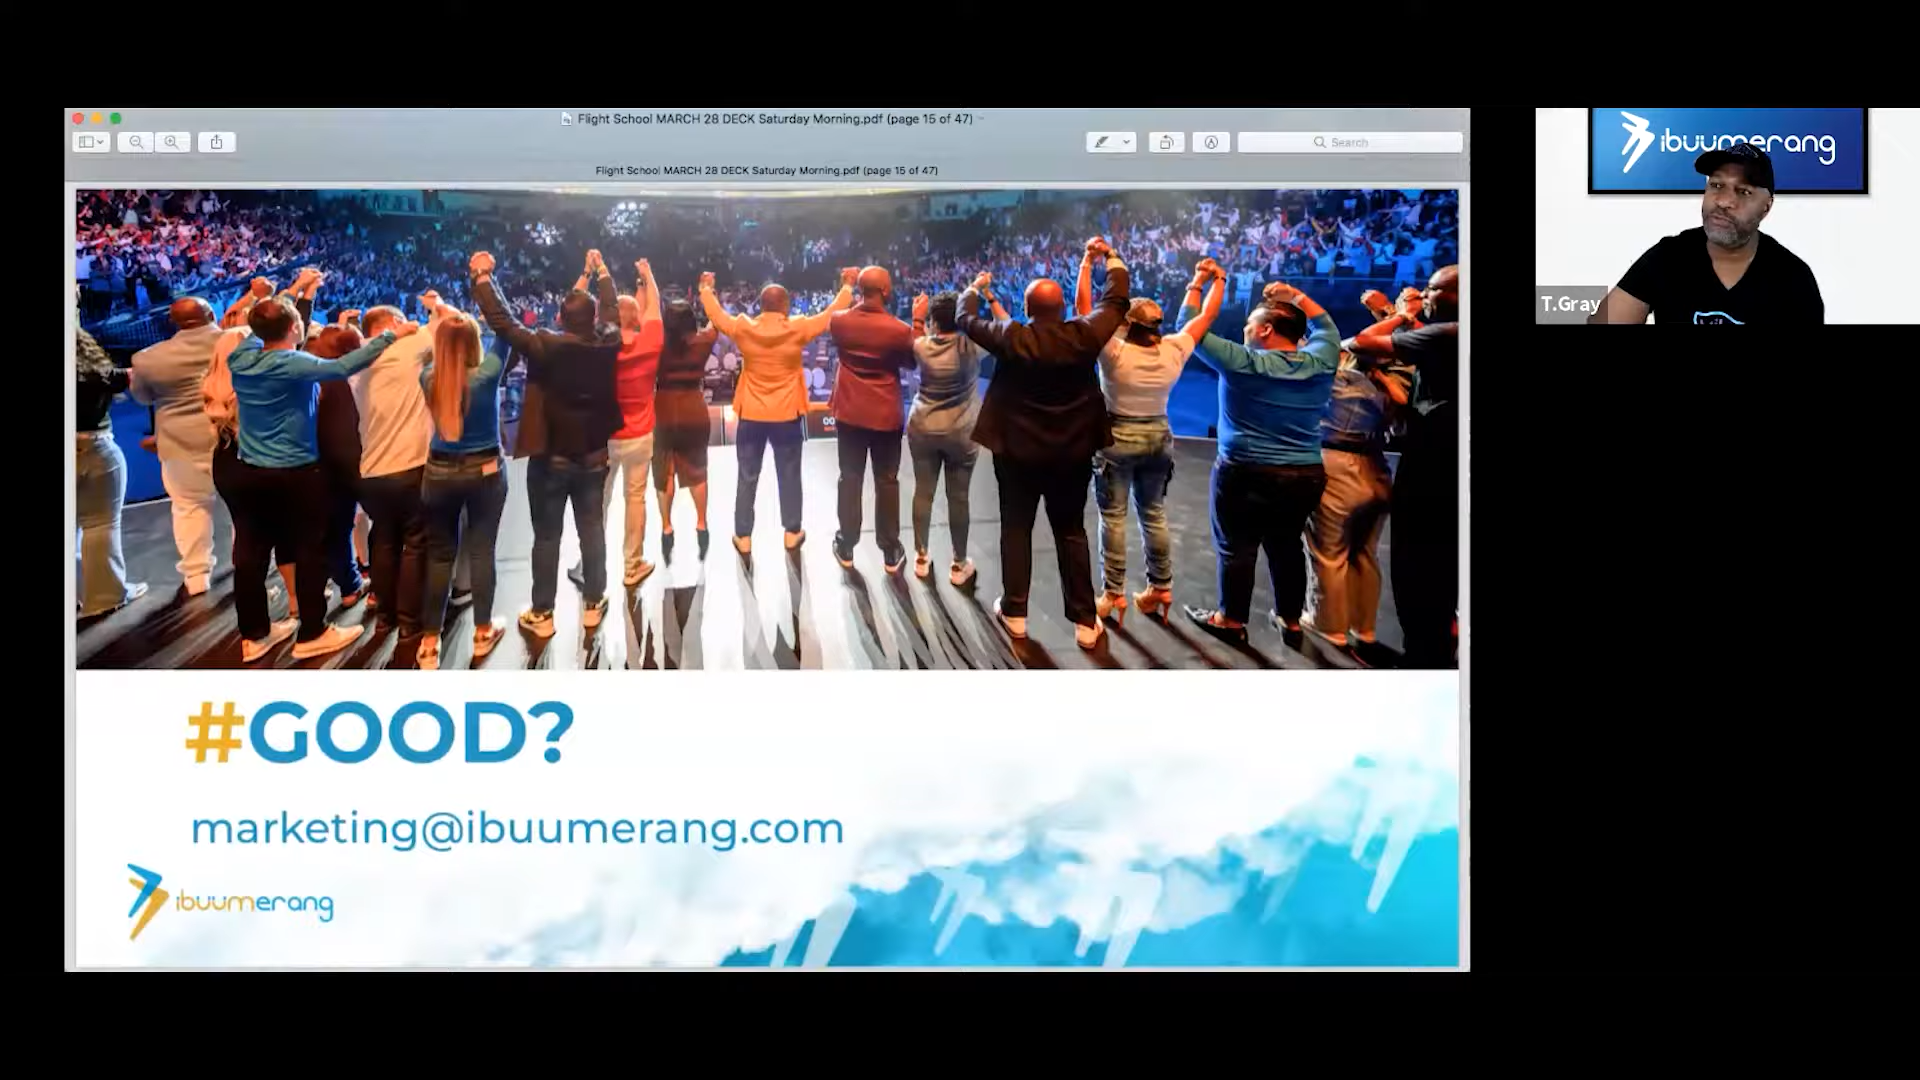 Flight School MARCH 28 DECK Saturday Morning.pdf (page 15 of 47)
Search
Flight School MARCH 28 DECK Saturday Morning.pdf (page 15 of 47)
ibuumerang
T.Gray
#GOOD?
marketing@ibuumerang.com
ibuumerang